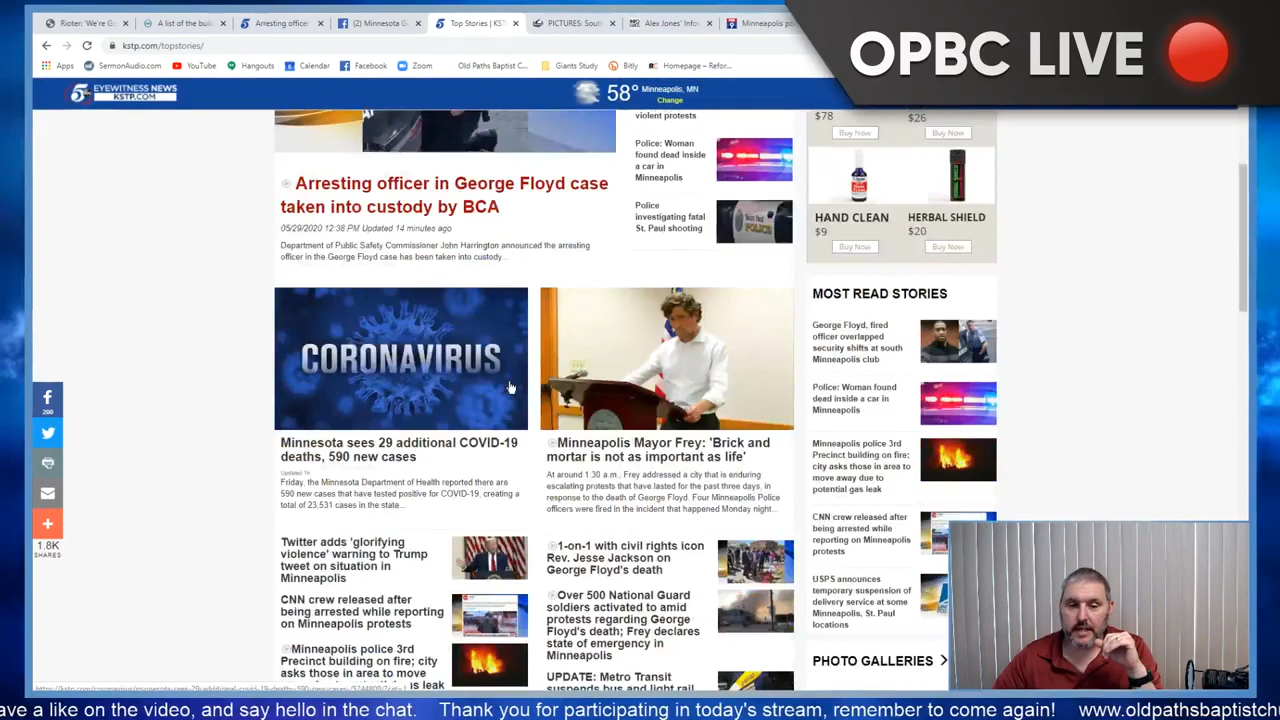 Rioter: 'We're G
A list of the build
Arresting officer
(2) Minnesota G
Top Stories | KST
PICTURES: Sout
Alex Jones' Info
Minneapolis po
OPBC LIVE
kstp.com/topstories/
Apps
SermonAudio.com
YouTube
Hangouts
Calendar
Facebook
Zoom
Old Paths Baptist C...
Giants Study
Bitly
Homepage – Refor...
5 EYEWITNESS NEWS
KSTP.COM
58°
Minneapolis, MN
Change
violent protests
Police: Woman
found dead inside
a car in
Minneapolis
Police
investigating fatal
St. Paul shooting
Arresting officer in George Floyd case
taken into custody by BCA
05/29/2020 12:38 PM Updated 14 minutes ago
Department of Public Safety Commissioner John Harrington announced the arresting
officer in the George Floyd case has been taken into custody...
CORONAVIRUS
Minnesota sees 29 additional COVID-19
deaths, 590 new cases
Updated 1h
Friday, the Minnesota Department of Health reported there are
590 new cases that have tested positive for COVID-19, creating a
total of 23,531 cases in the state...
Minneapolis Mayor Frey: 'Brick and
mortar is not as important as life'
At around 1:30 a.m., Frey addressed a city that is enduring
escalating protests that have lasted for the past three days, in
response to the death of George Floyd. Four Minneapolis Police
officers were fired in the incident that happened Monday night...
Twitter adds 'glorifying
violence' warning to Trump
tweet on situation in
Minneapolis
CNN crew released after
being arrested while reporting
on Minneapolis protests
Minneapolis police 3rd
Precinct building on fire; city
asks those in area to move
leak
1-on-1 with civil rights icon
Rev. Jesse Jackson on
George Floyd's death
Over 500 National Guard
soldiers activated to amid
protests regarding George
Floyd's death; Frey declares
state of emergency in
Minneapolis
UPDATE: Metro Transit
suspends bus and light rail
$78
$26
Buy Now
Buy Now
HAND CLEAN
HERBAL SHIELD
$9
$20
Buy Now
Buy Now
MOST READ STORIES
George Floyd, fired
officer overlapped
security shifts at south
Minneapolis club
Police: Woman found
dead inside a car in
Minneapolis
Minneapolis police 3rd
Precinct building on fire;
city asks those in area to
move away due to
potential gas leak
CNN crew released after
being arrested while
reporting on Minneapolis
protests
USPS announces
temporary suspension of
delivery service at some
Minneapolis, St. Paul
locations
PHOTO GALLERIES
290
1.8K
SHARES
ave a like on the video, and say hello in the chat. Thank you for participating in today's stream, remember to come again! www.oldpathsbaptistchu